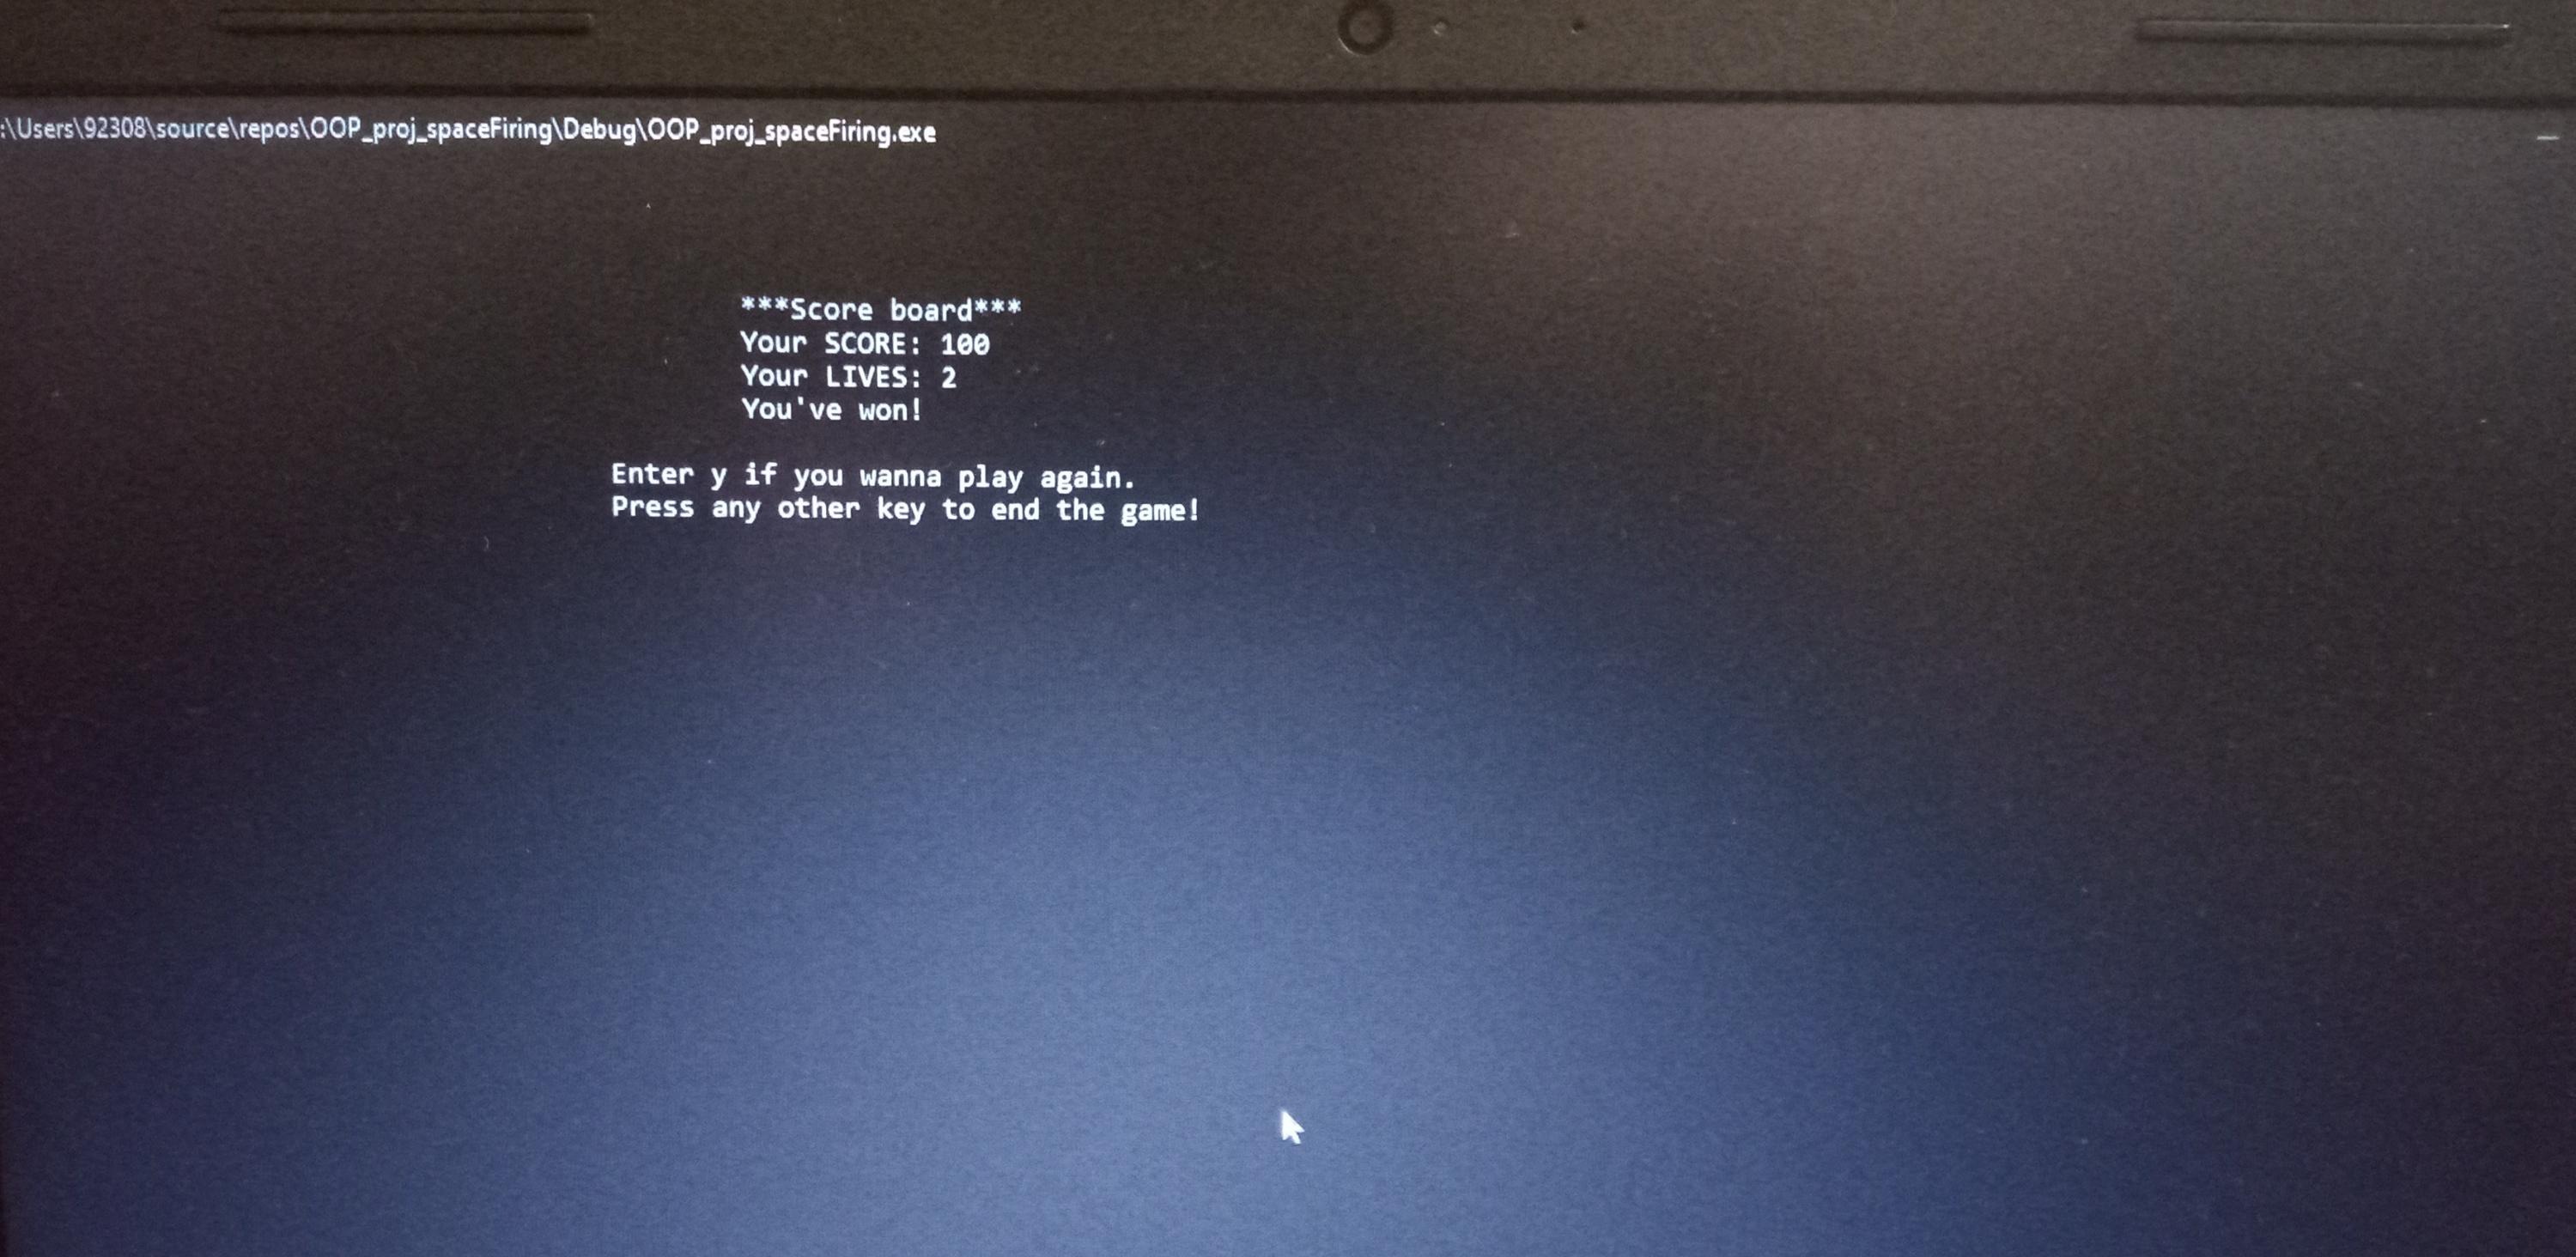 :\Users\92308\source\repos\OOP_proj_spaceFiring\Debug\OOP_proj_spaceFiring.exe
***Score board***
Your SCORE: 100
Your LIVES: 2
You've won!
Enter y if you wanna play again.
Press any other key to end the game!